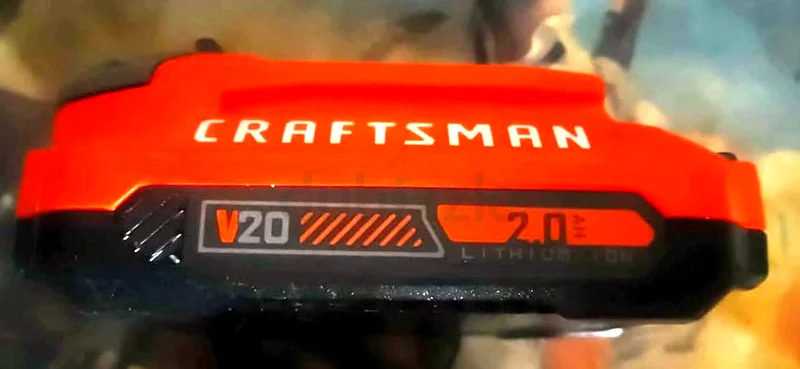 CRAFTSMAN
V20
2.0 AH
LITHIUM ION